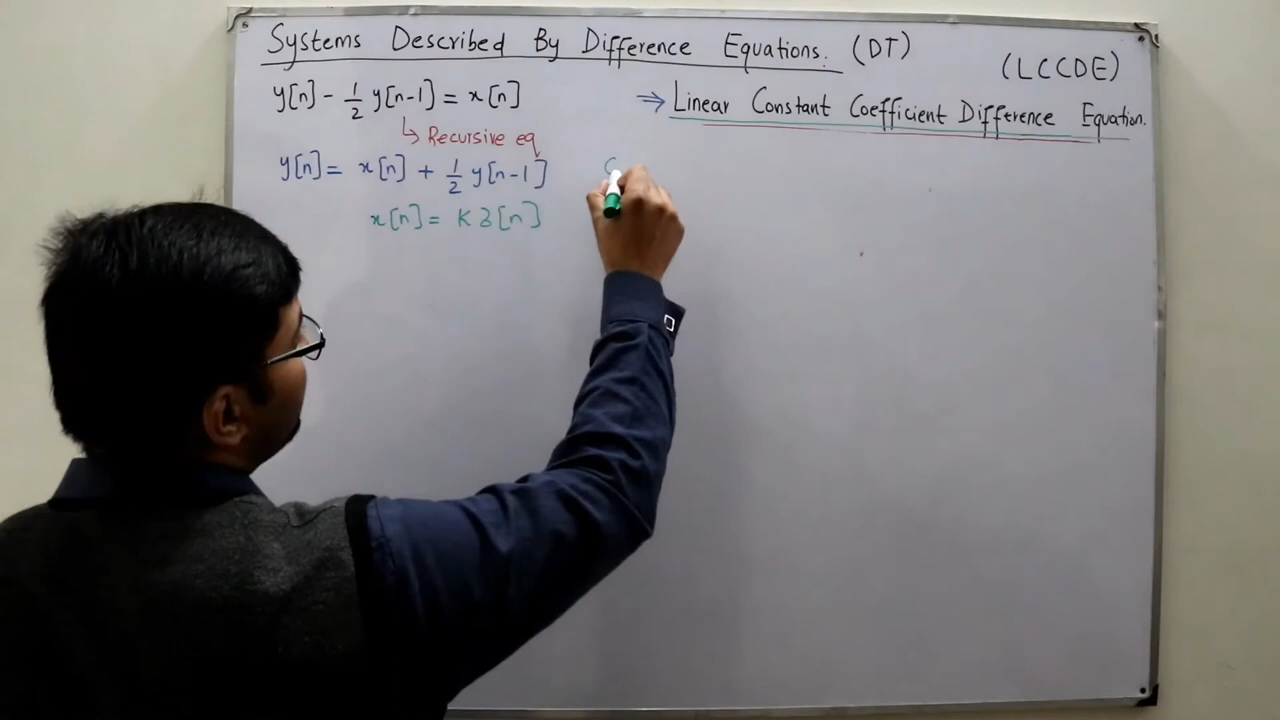 Systems Described By Difference Equations. (DT)
(LCCDE)
y[n] - 1/2 y[n-1] = x[n]
⇒ Linear Constant Coefficient Difference Equation.
↳ Recursive eq
y[n] = x[n] + 1/2 y[n-1]
x[n] = K δ[n]